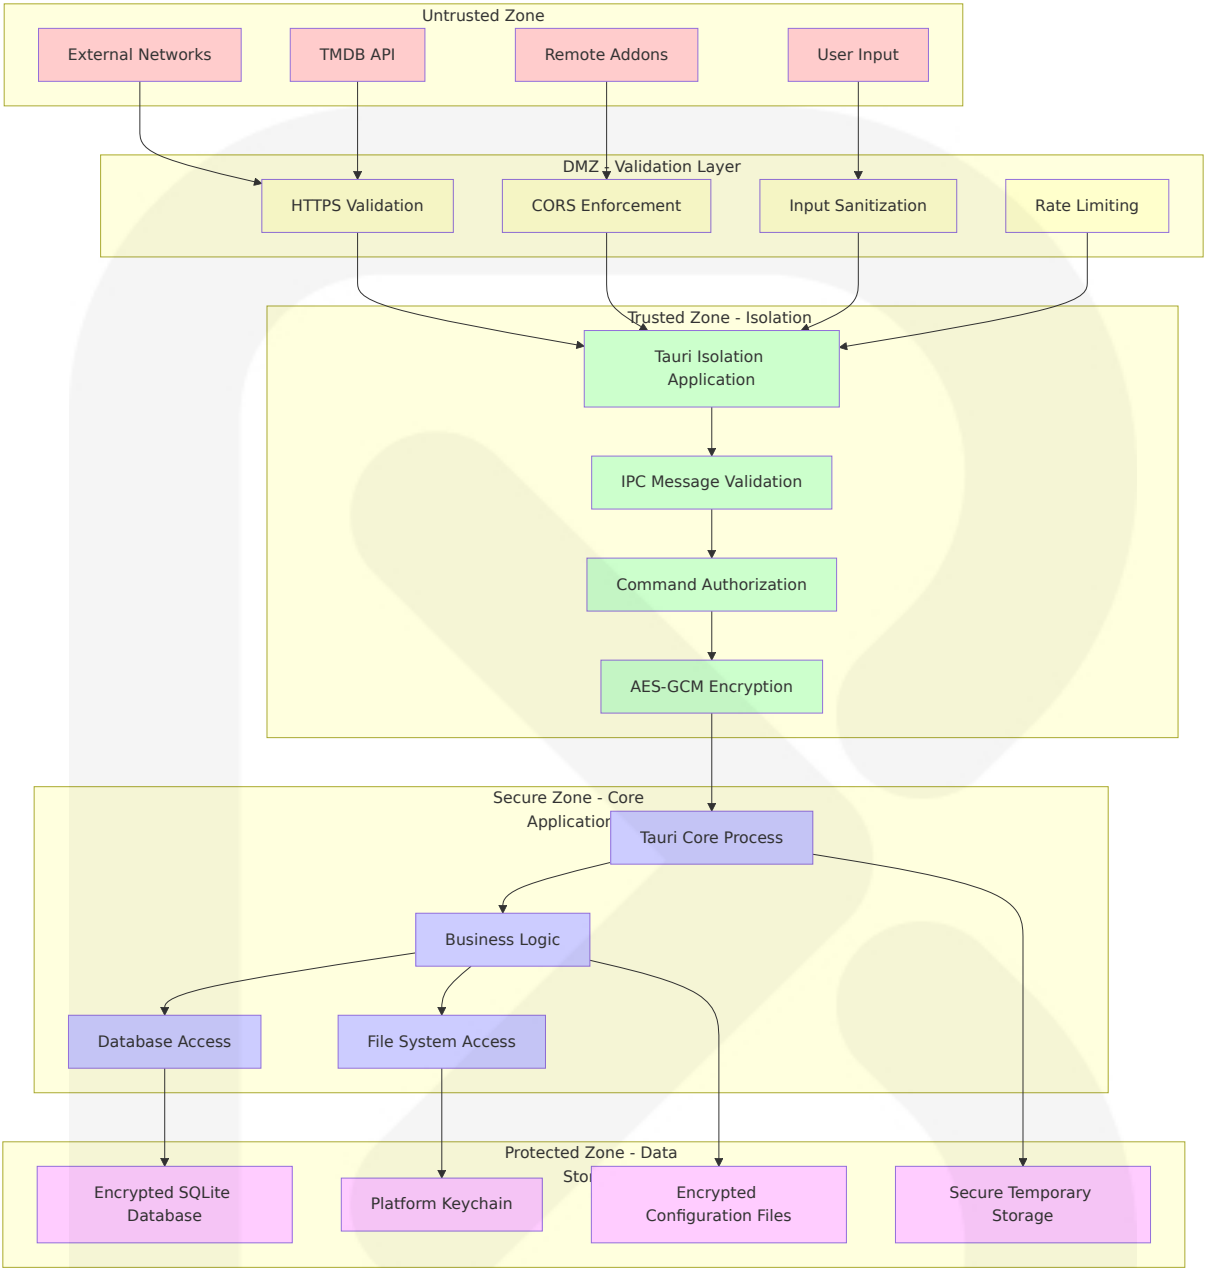 Untrusted Zone
External Networks
TMDB API
Remote Addons
User Input
DMZ - Validation Layer
HTTPS Validation
CORS Enforcement
Input Sanitization
Rate Limiting
Trusted Zone - Isolation
Tauri Isolation
Application
IPC Message Validation
Command Authorization
AES-GCM Encryption
Secure Zone - Core
Application
Tauri Core Process
Business Logic
Database Access
File System Access
Protected Zone - Data
Encrypted SQLite
Database
Platform Keychain
Encrypted
Configuration Files
Secure Temporary
Storage